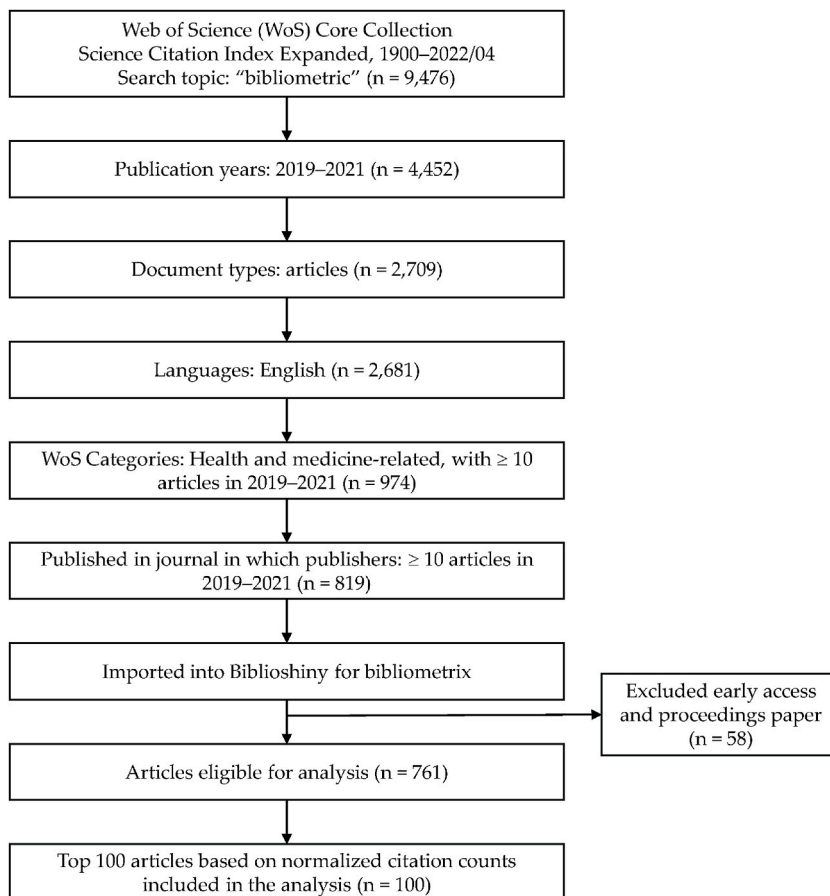 Web of Science (WoS) Core Collection
Science Citation Index Expanded, 1900–2022/04
Search topic: “bibliometric” (n = 9,476)
Publication years: 2019–2021 (n = 4,452)
Document types: articles (n = 2,709)
Languages: English (n = 2,681)
WoS Categories: Health and medicine-related, with ≥ 10
articles in 2019–2021 (n = 974)
Published in journal in which publishers: ≥ 10 articles in
2019–2021 (n = 819)
Imported into Biblioshiny for bibliometrix
Excluded early access
and proceedings paper
(n = 58)
Articles eligible for analysis (n = 761)
Top 100 articles based on normalized citation counts
included in the analysis (n = 100)